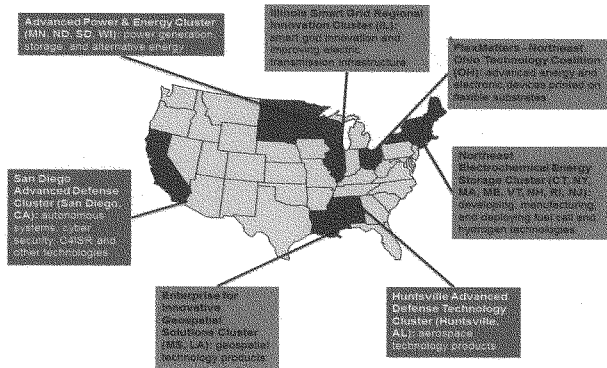 Advanced Power & Energy Cluster
(MN, ND, SD, WI): power generation,
storage, and alternative energy
Illinois Smart Grid Regional
Innovation Cluster (IL):
smart grid innovation and
improving electric
transmission infrastructure
FlexMatters - Northeast
Ohio Technology Coalition
(OH): advanced energy and
electronic devices printed on
flexible substrates
San Diego
Advanced Defense
Cluster (San Diego,
CA): autonomous
systems, cyber
security, C4ISR and
other technologies
Northeast
Electrochemical Energy
Storage Cluster (CT, NY,
MA, ME, VT, NH, RI, NJ):
developing, manufacturing,
and deploying fuel cell and
hydrogen technologies
Enterprise for
Innovative
Geospatial
Solutions Cluster
(MS, LA): geospatial
technology products
Huntsville Advanced
Defense Technology
Cluster (Huntsville,
AL): aerospace
technology products